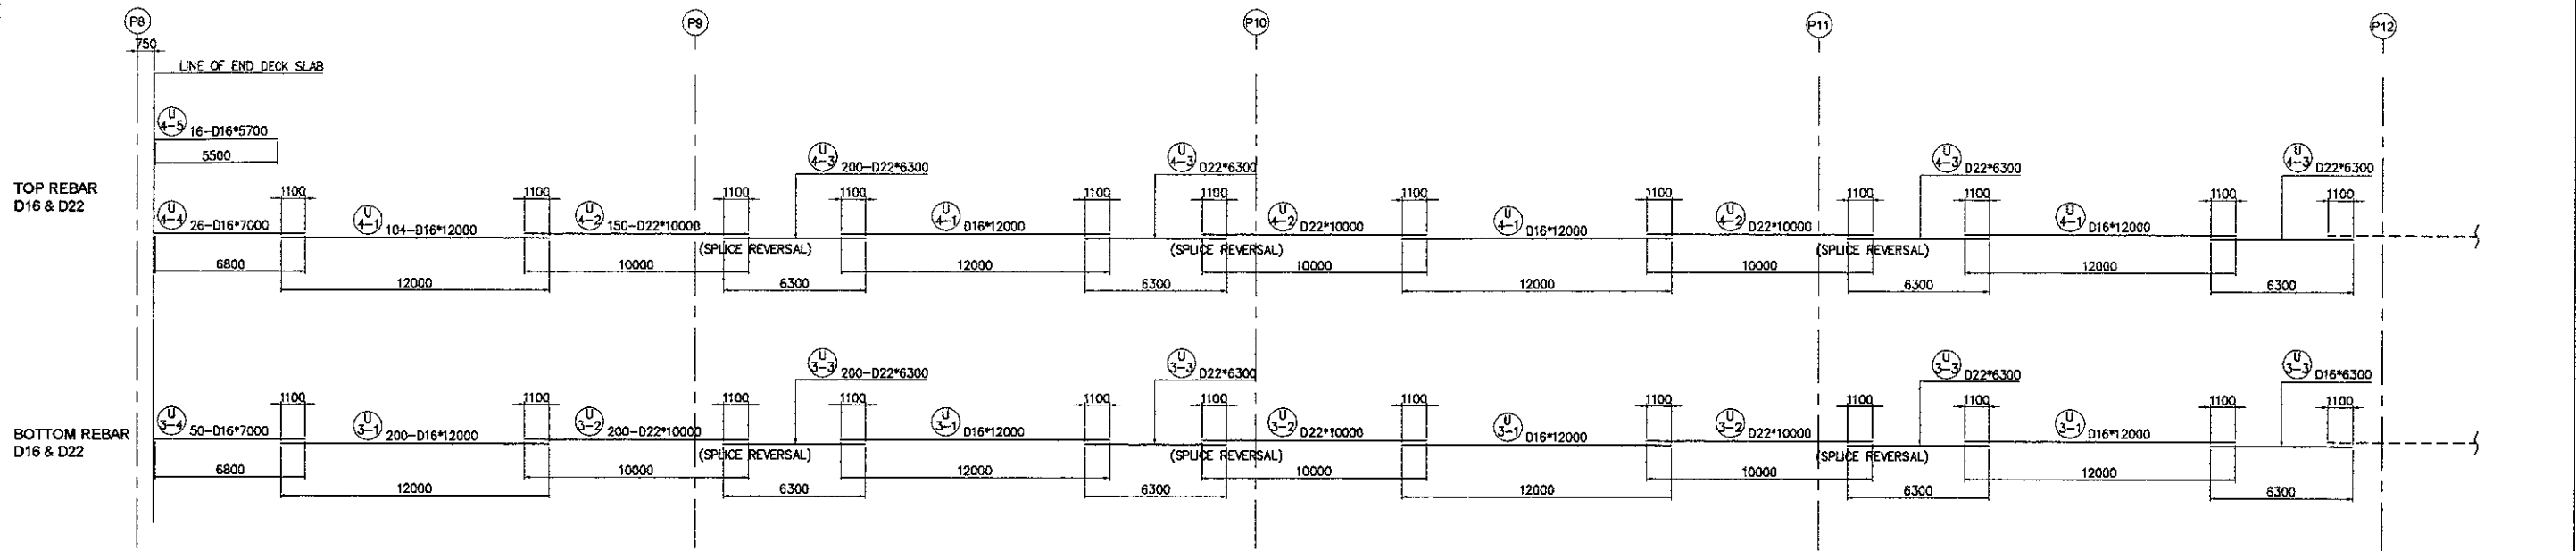 P8
P9
P10
P11
P12
750
LINE OF END DECK SLAB
U
4-5
16-D16*5700
5500
TOP REBAR
D16 & D22
U
4-4
26-D16*7000
1100
U
4-1
104-D16*12000
1100
U
4-2
150-D22*10000
1100
U
4-3
200-D22*6300
1100
U
4-1
D16*12000
1100
U
4-3
D22*6300
1100
U
4-2
D22*10000
1100
U
4-1
D16*12000
1100
U
4-2
D22*10000
1100
U
4-3
D22*6300
1100
U
4-1
D16*12000
1100
U
4-3
D22*6300
1100
(SPLICE REVERSAL)
(SPLICE REVERSAL)
(SPLICE REVERSAL)
6800
10000
12000
10000
10000
12000
12000
6300
6300
12000
6300
6300
BOTTOM REBAR
D16 & D22
U
3-4
50-D16*7000
1100
U
3-1
200-D16*12000
1100
U
3-2
200-D22*10000
1100
U
3-3
200-D22*6300
1100
U
3-1
D16*12000
1100
U
3-3
D22*6300
1100
U
3-2
D22*10000
1100
U
3-1
D16*12000
1100
U
3-2
D22*10000
1100
U
3-3
D22*6300
1100
U
3-1
D16*12000
1100
U
3-3
D16*6300
1100
(SPLICE REVERSAL)
(SPLICE REVERSAL)
(SPLICE REVERSAL)
6800
10000
12000
10000
10000
12000
12000
6300
6300
12000
6300
6300